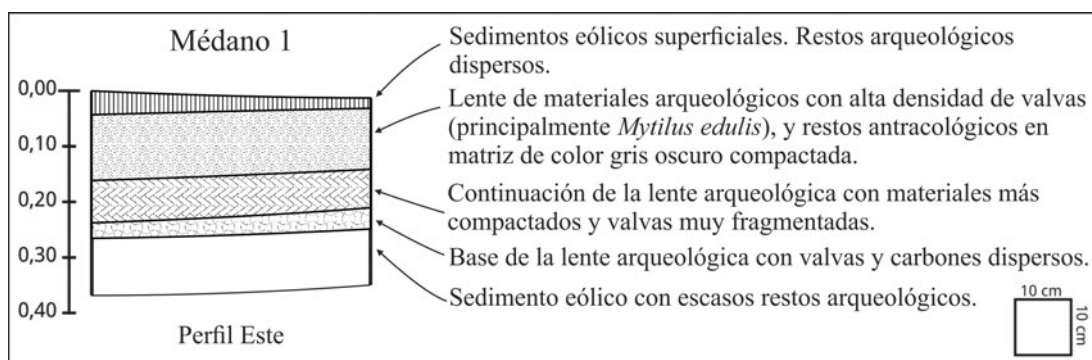 Médano 1
0,00
0,10
0,20
0,30
0,40
Perfil Este
Sedimentos eólicos superficiales. Restos arqueológicos
dispersos.
Lente de materiales arqueológicos con alta densidad de valvas
(principalmente Mytilus edulis), y restos antracológicos en
matriz de color gris oscuro compactada.
Continuación de la lente arqueológica con materiales más
compactados y valvas muy fragmentadas.
Base de la lente arqueológica con valvas y carbones dispersos.
Sedimento eólico con escasos restos arqueológicos.
10 cm
10 cm